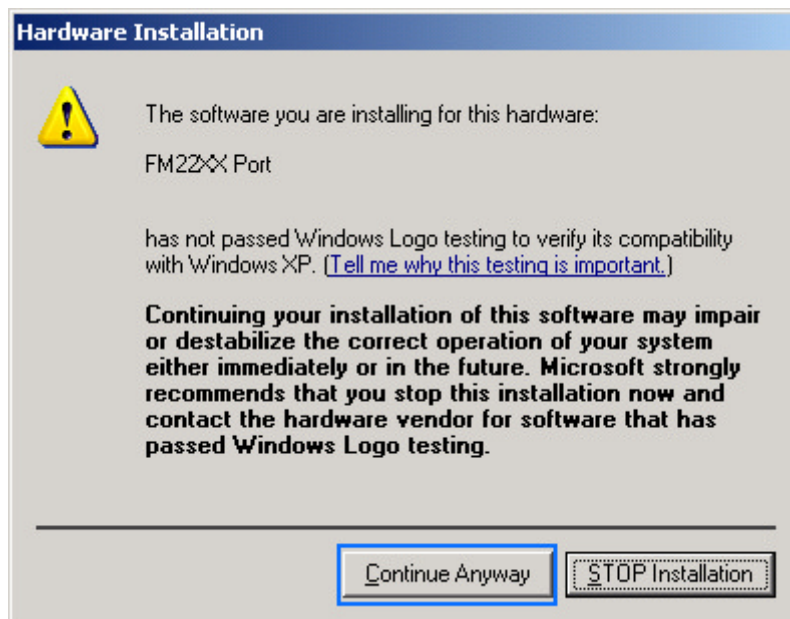 Hardware Installation
The software you are installing for this hardware:
FM22XX Port
has not passed Windows Logo testing to verify its compatibility
with Windows XP. (Tell me why this testing is important.)
Continuing your installation of this software may impair
or destabilize the correct operation of your system
either immediately or in the future. Microsoft strongly
recommends that you stop this installation now and
contact the hardware vendor for software that has
passed Windows Logo testing.
Continue Anyway
STOP Installation